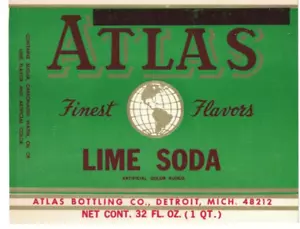 ATLAS
Finest Flavors
LIME SODA
ARTIFICIAL COLOR ADDED
ATLAS BOTTLING CO., DETROIT, MICH. 48212
NET CONT. 32 FL. OZ. (1 QT.)